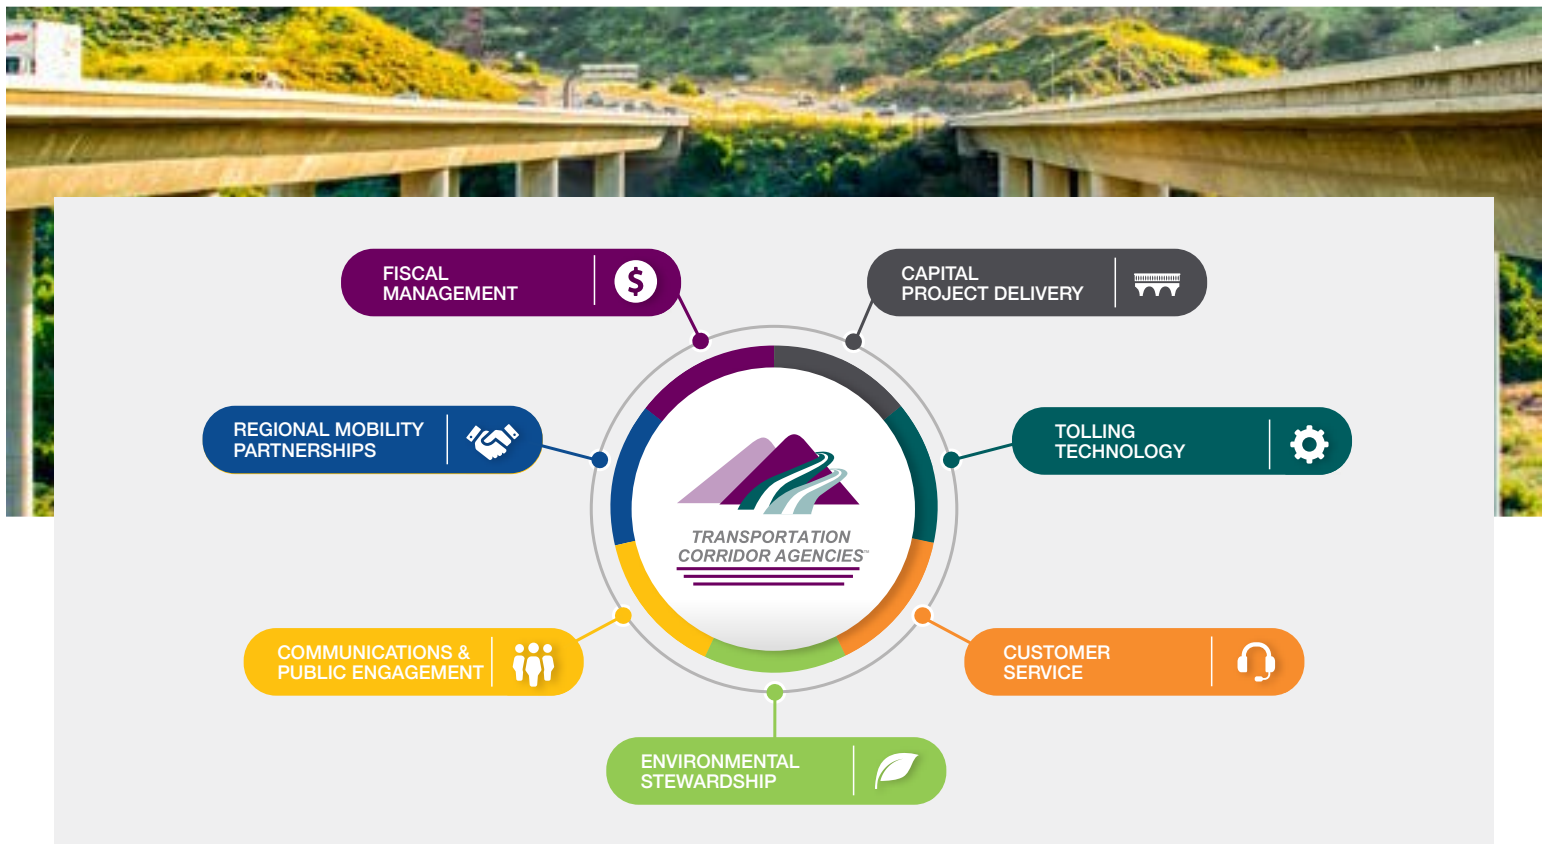 FISCAL
MANAGEMENT
CAPITAL
PROJECT DELIVERY
REGIONAL MOBILITY
PARTNERSHIPS
TOLLING
TECHNOLOGY
TRANSPORTATION
CORRIDOR AGENCIES™
COMMUNICATIONS &
PUBLIC ENGAGEMENT
CUSTOMER
SERVICE
ENVIRONMENTAL
STEWARDSHIP